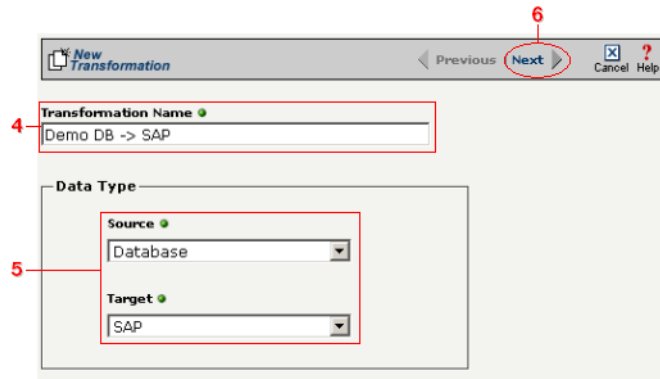 6
New
Transformation
Previous Next
Cancel Help
Transformation Name
4
Demo DB -> SAP
Data Type
Source
Database
5
Target
SAP